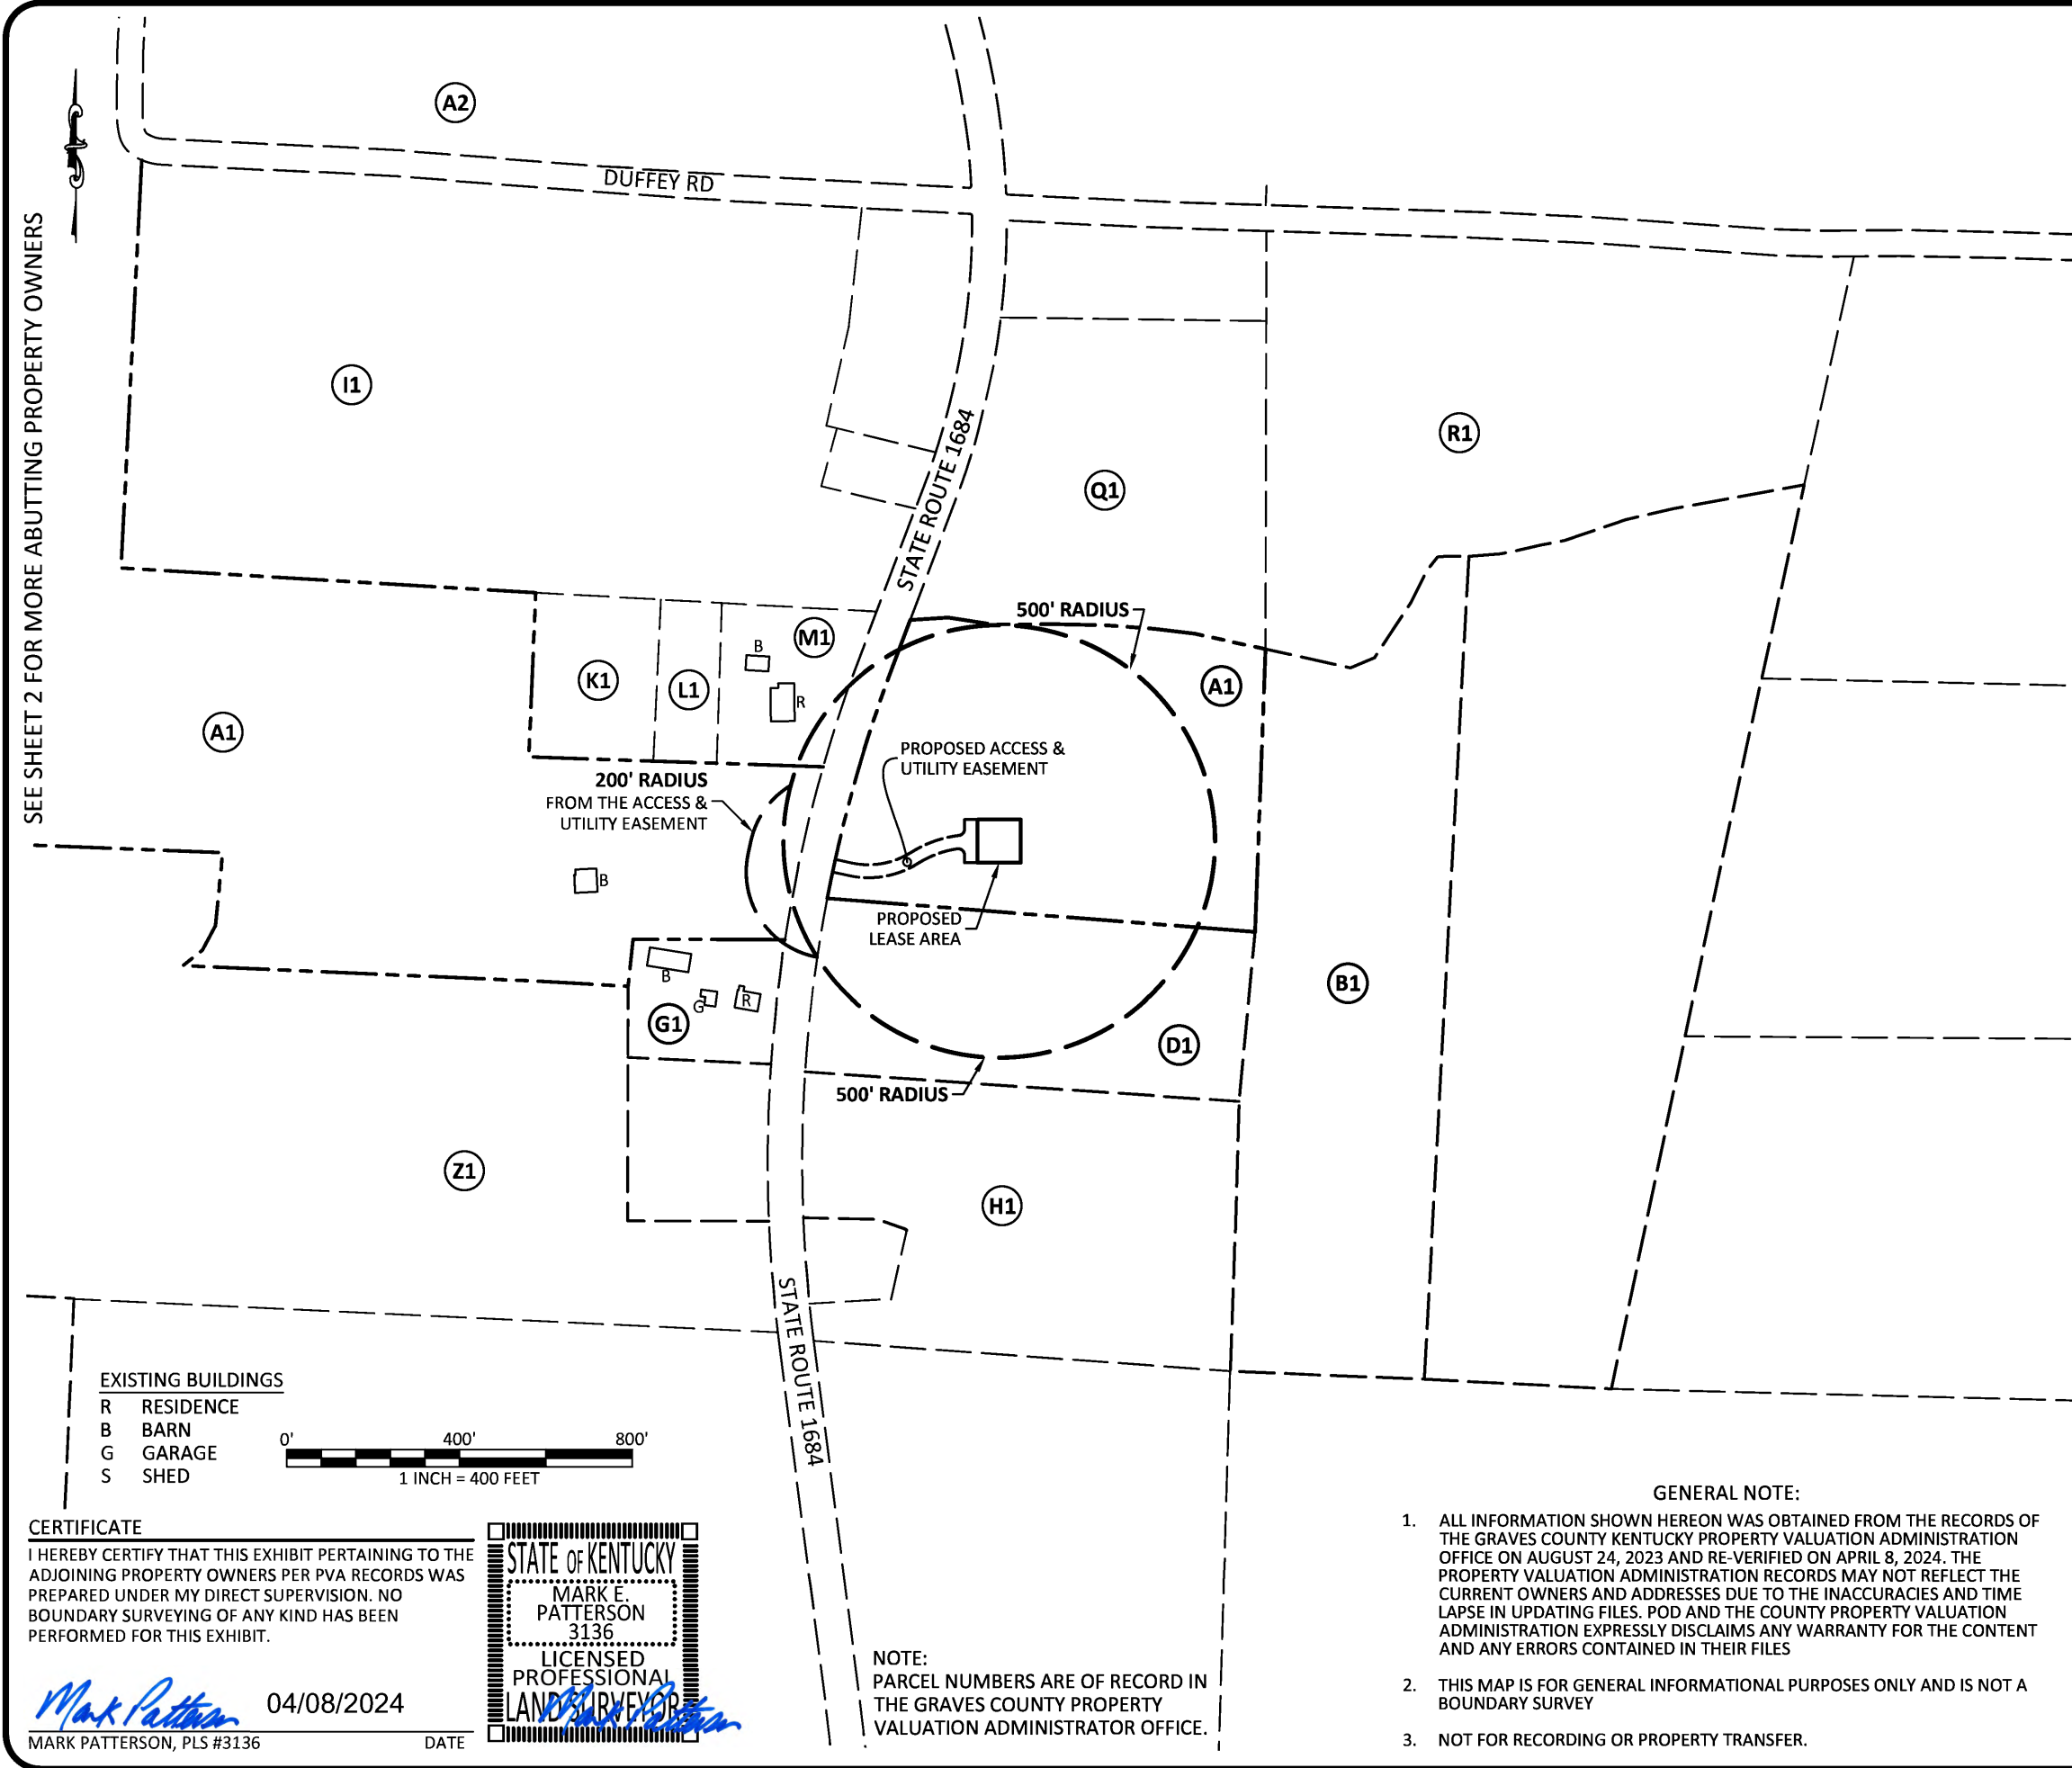 SEE SHEET 2 FOR MORE ABUTTING PROPERTY OWNERS
A2
DUFFEY RD
I1
STATE ROUTE 1684
Q1
R1
500' RADIUS
M1
B
K1
L1
R
A1
A1
PROPOSED ACCESS &
UTILITY EASEMENT
200' RADIUS
FROM THE ACCESS &
UTILITY EASEMENT
B
PROPOSED
LEASE AREA
B
G
R
G1
B1
D1
500' RADIUS
Z1
H1
STATE ROUTE 1684
EXISTING BUILDINGS
R RESIDENCE
B BARN
G GARAGE
S SHED
0' 400' 800'
1 INCH = 400 FEET
CERTIFICATE
I HEREBY CERTIFY THAT THIS EXHIBIT PERTAINING TO THE
ADJOINING PROPERTY OWNERS PER PVA RECORDS WAS
PREPARED UNDER MY DIRECT SUPERVISION. NO
BOUNDARY SURVEYING OF ANY KIND HAS BEEN
PERFORMED FOR THIS EXHIBIT.
Mark Patterson 04/08/2024
MARK PATTERSON, PLS #3136 DATE
STATE OF KENTUCKY
MARK E.
PATTERSON
3136
LICENSED
PROFESSIONAL
LAND SURVEYOR
Mark Patterson
NOTE:
PARCEL NUMBERS ARE OF RECORD IN
THE GRAVES COUNTY PROPERTY
VALUATION ADMINISTRATOR OFFICE.
GENERAL NOTE:
1. ALL INFORMATION SHOWN HEREON WAS OBTAINED FROM THE RECORDS OF
THE GRAVES COUNTY KENTUCKY PROPERTY VALUATION ADMINISTRATION
OFFICE ON AUGUST 24, 2023 AND RE-VERIFIED ON APRIL 8, 2024. THE
PROPERTY VALUATION ADMINISTRATION RECORDS MAY NOT REFLECT THE
CURRENT OWNERS AND ADDRESSES DUE TO THE INACCURACIES AND TIME
LAPSE IN UPDATING FILES. POD AND THE COUNTY PROPERTY VALUATION
ADMINISTRATION EXPRESSLY DISCLAIMS ANY WARRANTY FOR THE CONTENT
AND ANY ERRORS CONTAINED IN THEIR FILES
2. THIS MAP IS FOR GENERAL INFORMATIONAL PURPOSES ONLY AND IS NOT A
BOUNDARY SURVEY
3. NOT FOR RECORDING OR PROPERTY TRANSFER.